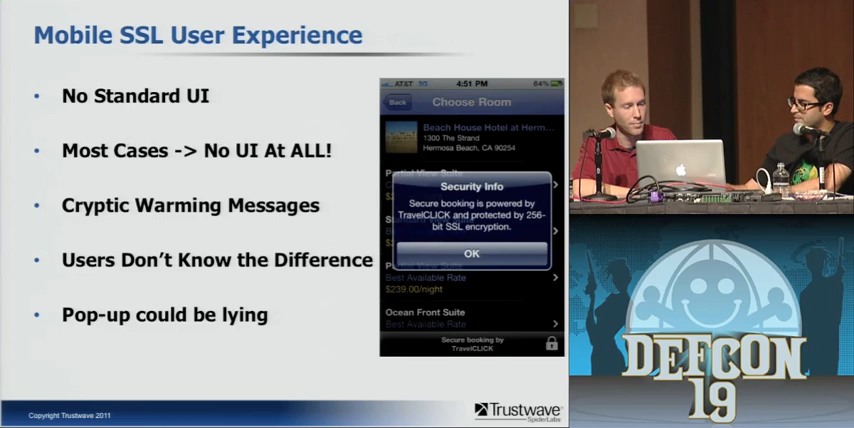 Mobile SSL User Experience
• No Standard UI
• Most Cases -> No UI At ALL!
• Cryptic Warming Messages
• Users Don't Know the Difference
• Pop-up could be lying
AT&T 3G 4:51 PM 64%
Back Choose Room
Beach House Hotel at Herm...
1300 The Strand
Hermosa Beach, CA 90254
Security Info
Secure booking is powered by
TravelCLICK and protected by 256-
bit SSL encryption.
OK
Best Available Rate
$239.00/night
Ocean Front Suite
Best Available Rate
Secure booking by
TravelCLICK
Copyright Trustwave 2011
Trustwave®
SpiderLabs
DEFCON
19